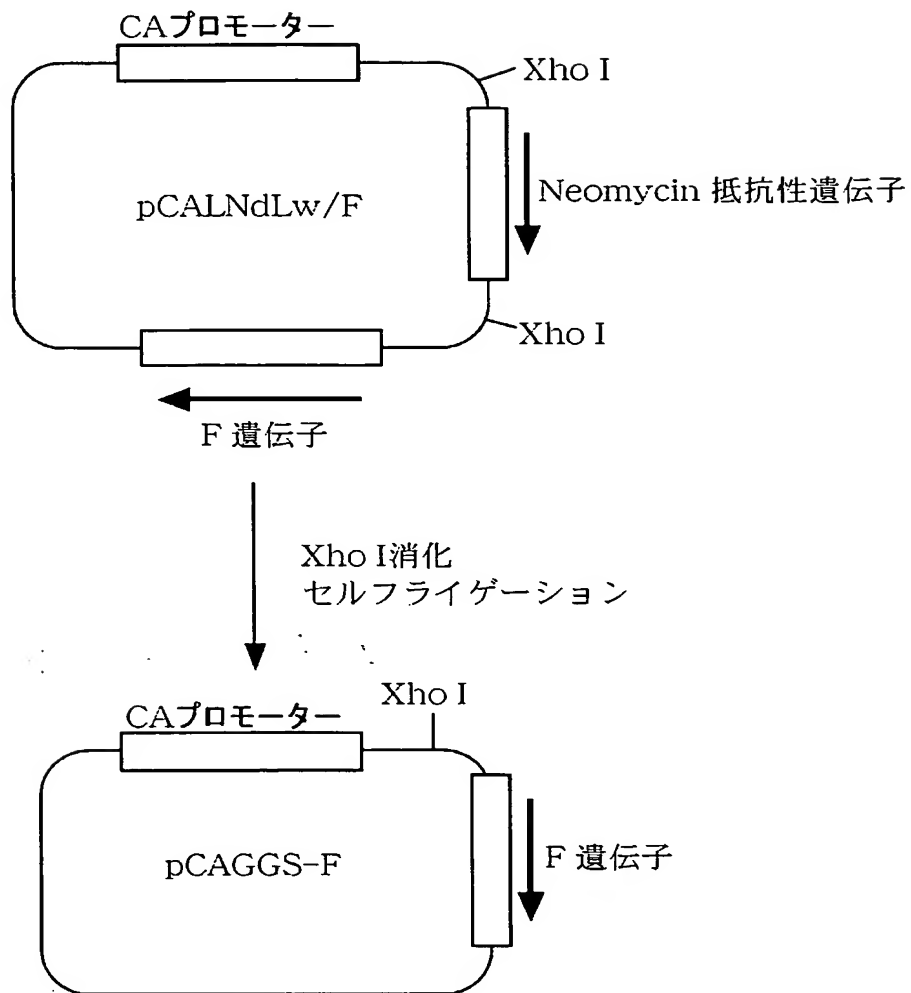 CAプロモーター
Xho I
pCALNdLw/F
Neomycin 抵抗性遺伝子
Xho I
F 遺伝子
Xho I消化
セルフライゲーション
CAプロモーター
Xho I
pCAGGS-F
F 遺伝子